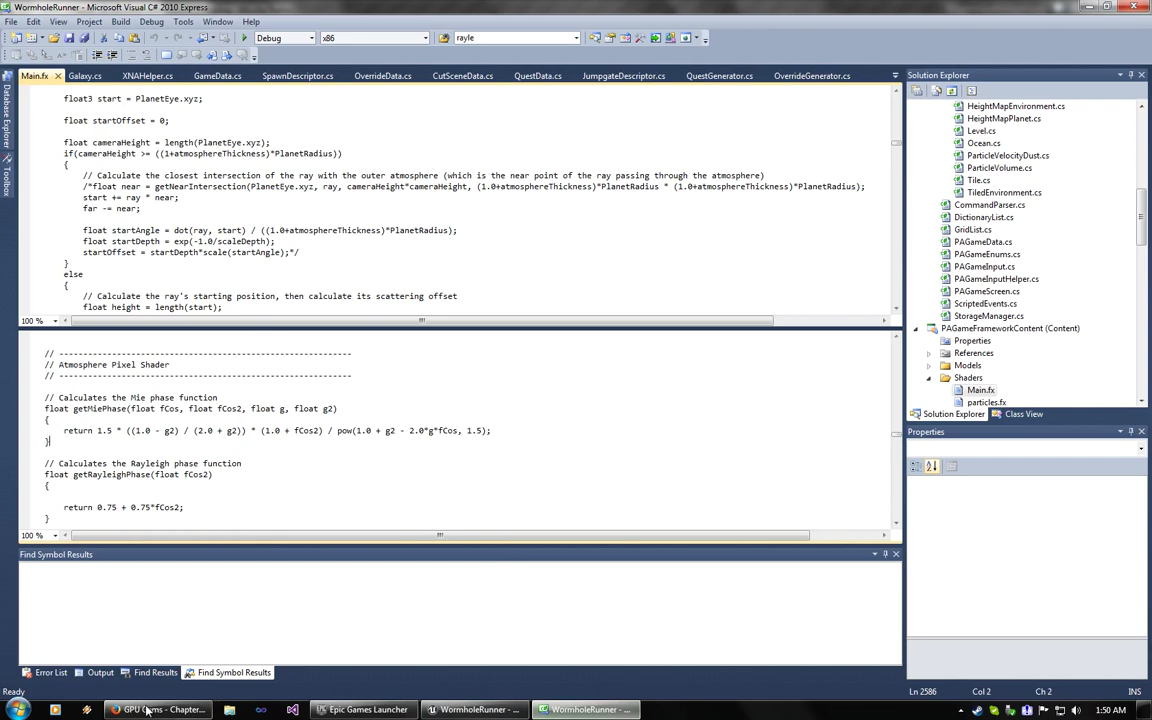 WormholeRunner - Microsoft Visual C# 2010 Express
File Edit View Project Build Debug Tools Window Help
Debug x86 rayle
Main.fx Galaxy.cs XNAHelper.cs GameData.cs SpawnDescriptor.cs OverrideData.cs CutSceneData.cs QuestData.cs JumpgateDescriptor.cs QuestGenerator.cs OverrideGenerator.cs
Database Explorer
Toolbox
float3 start = PlanetEye.xyz;
float startOffset = 0;
float cameraHeight = length(PlanetEye.xyz);
if(cameraHeight >= ((1+atmosphereThickness)*PlanetRadius))
{
// Calculate the closest intersection of the ray with the outer atmosphere (which is the near point of the ray passing through the atmosphere)
/*float near = getNearIntersection(PlanetEye.xyz, ray, cameraHeight*cameraHeight, (1.0+atmosphereThickness)*PlanetRadius * (1.0+atmosphereThickness)*PlanetRadius);
start += ray * near;
far -= near;
float startAngle = dot(ray, start) / ((1.0+atmosphereThickness)*PlanetRadius);
float startDepth = exp(-1.0/scaleDepth);
startOffset = startDepth*scale(startAngle);*/
}
else
{
// Calculate the ray's starting position, then calculate its scattering offset
float height = length(start);
100 %
// -----------------------------------------------------------
// Atmosphere Pixel Shader
// -----------------------------------------------------------
// Calculates the Mie phase function
float getMiePhase(float fCos, float fCos2, float g, float g2)
{
return 1.5 * ((1.0 - g2) / (2.0 + g2)) * (1.0 + fCos2) / pow(1.0 + g2 - 2.0*g*fCos, 1.5);
}
// Calculates the Rayleigh phase function
float getRayleighPhase(float fCos2)
{
return 0.75 + 0.75*fCos2;
}
100 %
Find Symbol Results
Error List Output Find Results Find Symbol Results
Solution Explorer
HeightMapEnvironment.cs
HeightMapPlanet.cs
Level.cs
Ocean.cs
ParticleVelocityDust.cs
ParticleVolume.cs
Tile.cs
TiledEnvironment.cs
CommandParser.cs
DictionaryList.cs
GridList.cs
PAGameData.cs
PAGameEnums.cs
PAGameInput.cs
PAGameInputHelper.cs
PAGameScreen.cs
ScriptedEvents.cs
StorageManager.cs
PAGameFrameworkContent (Content)
Properties
References
Models
Shaders
Main.fx
particles.fx
Solution Explorer Class View
Properties
Ready Ln 2586 Col 2 Ch 2 INS
GPU Gems - Chapter... Epic Games Launcher WormholeRunner - ... WormholeRunner - ... 1:50 AM